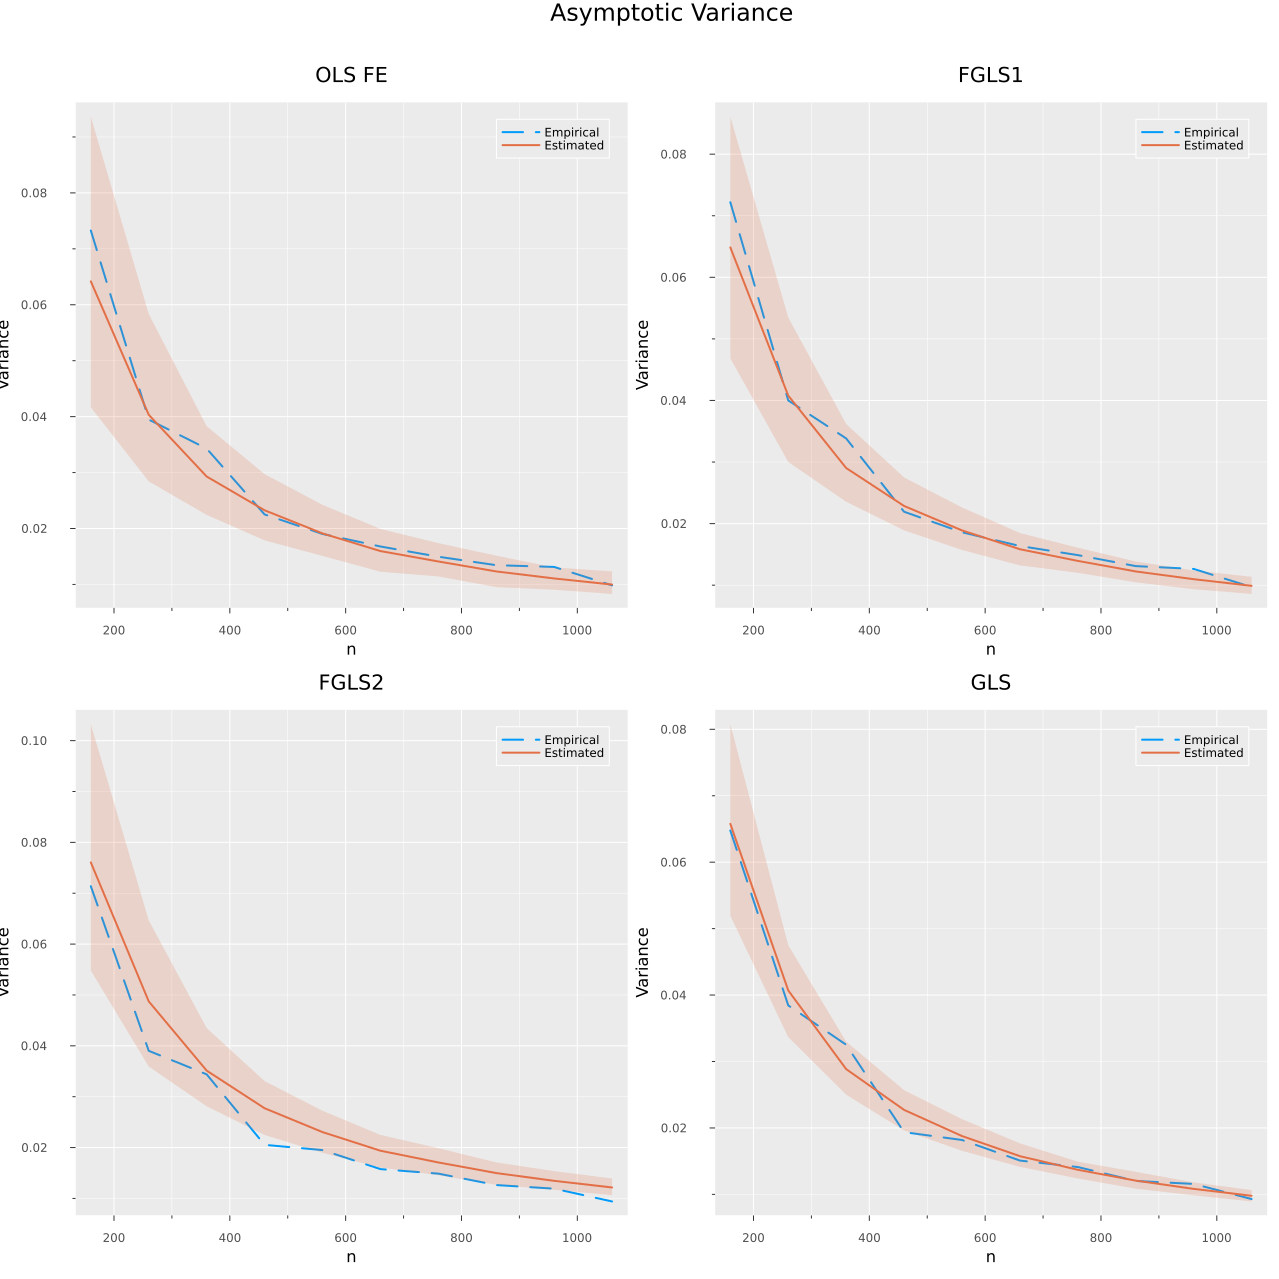 Asymptotic Variance
OLS FE
Empirical
Estimated
0.08
0.06
0.04
0.02
Variance
200 400 600 800 1000
n
FGLS1
Empirical
Estimated
0.08
0.06
0.04
0.02
Variance
200 400 600 800 1000
n
FGLS2
Empirical
Estimated
0.10
0.08
0.06
0.04
0.02
Variance
200 400 600 800 1000
n
GLS
Empirical
Estimated
0.08
0.06
0.04
0.02
Variance
200 400 600 800 1000
n